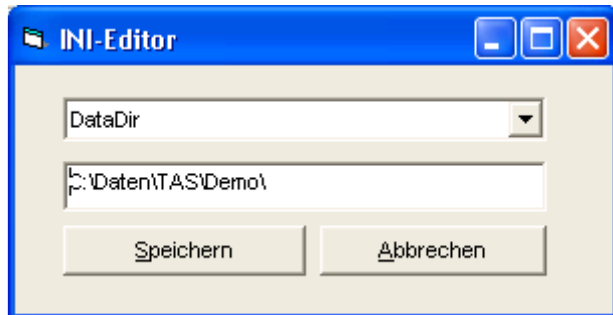 INI-Editor
DataDir
C:\Daten\TAS\Demo\
Speichern
Abbrechen